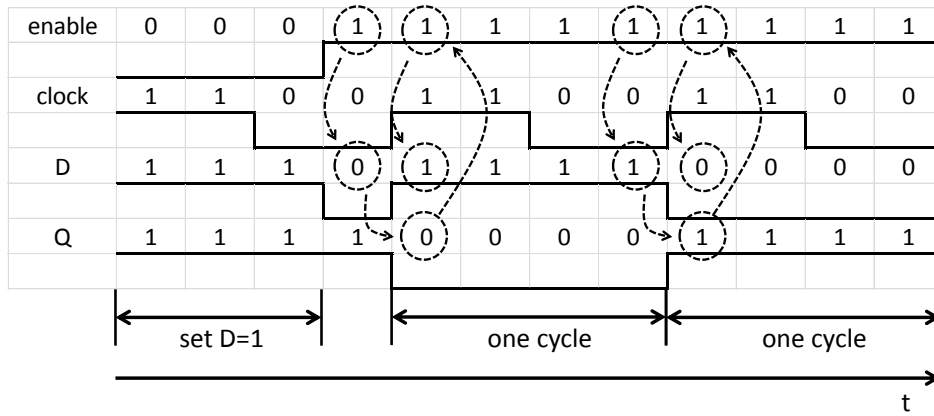 enable 0 0 0 1 1 1 1 1 1 1 1 1
clock 1 1 0 0 1 1 0 0 1 1 0 0
D 1 1 1 0 1 1 1 1 0 0 0 0
Q 1 1 1 1 0 0 0 0 1 1 1 1
set D=1 one cycle one cycle
t